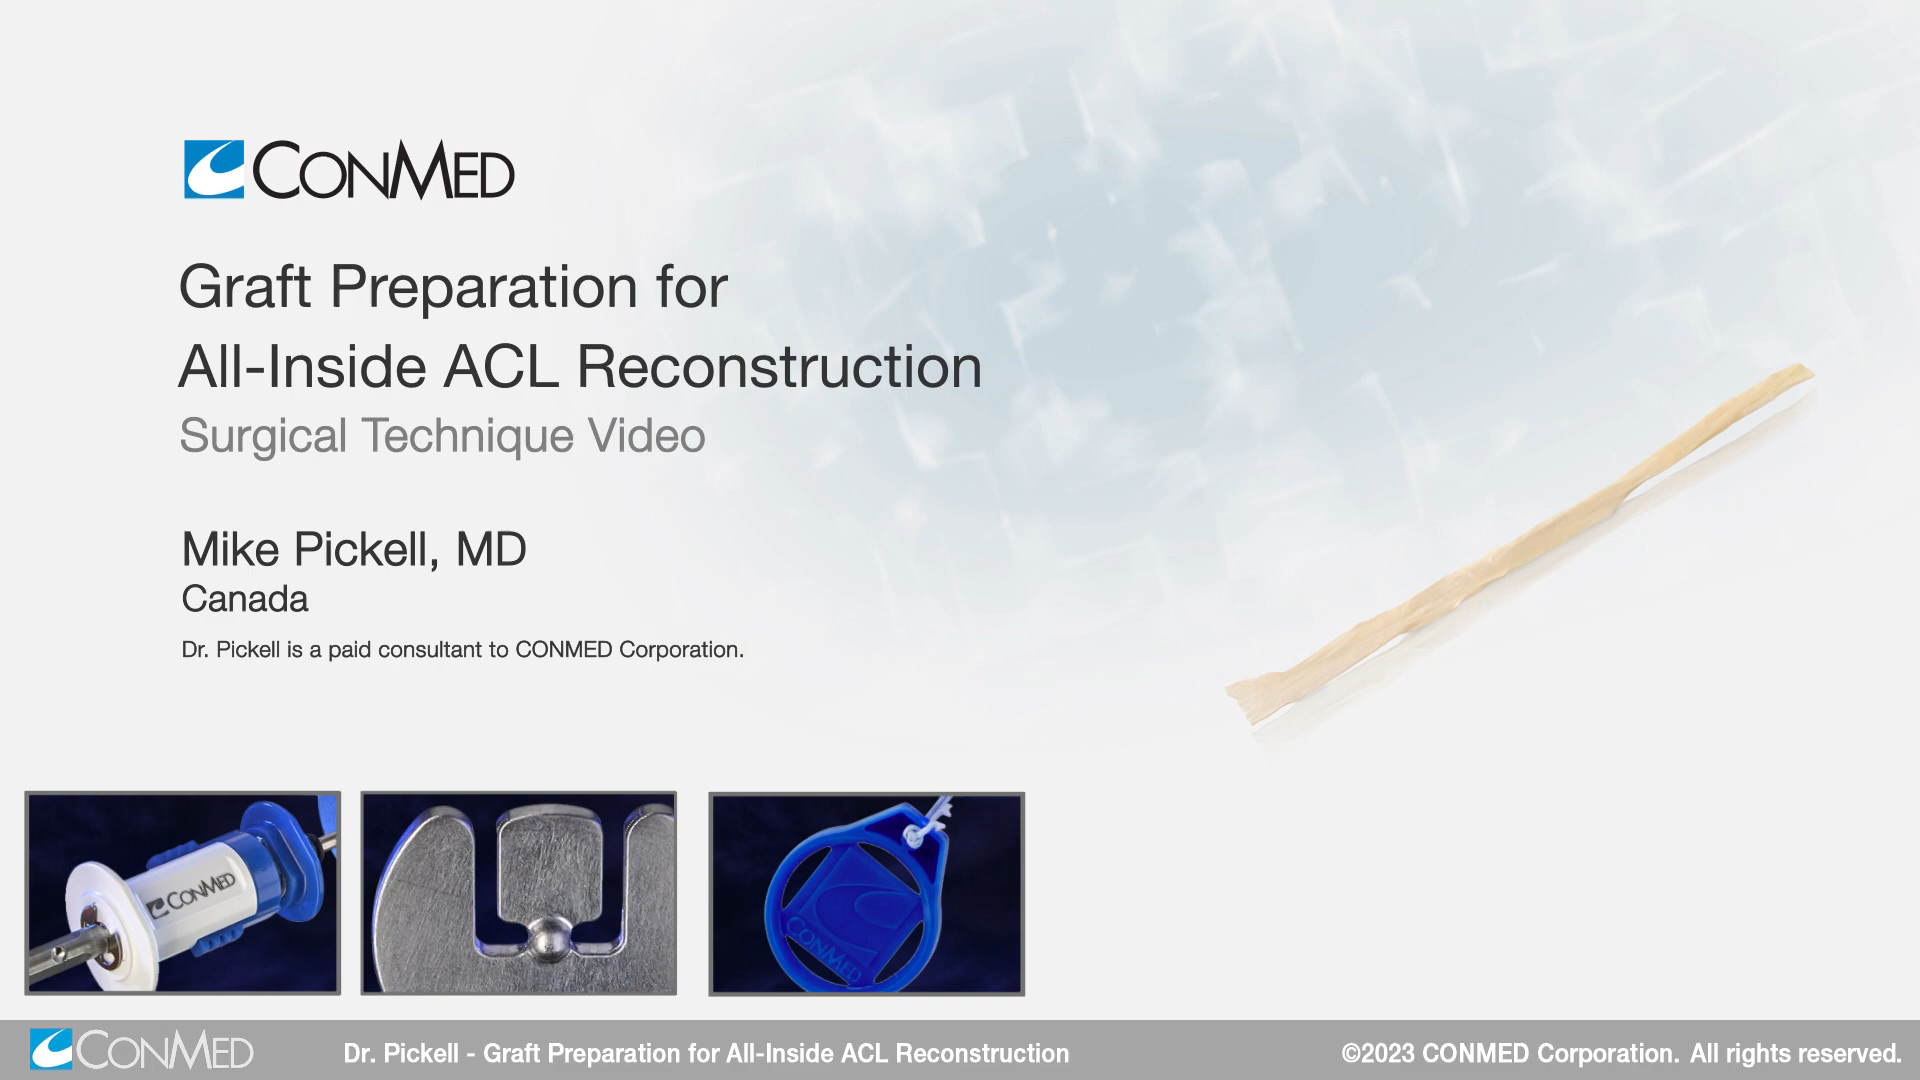 CONMED
Graft Preparation for
All-Inside ACL Reconstruction
Surgical Technique Video
Mike Pickell, MD
Canada
Dr. Pickell is a paid consultant to CONMED Corporation.
CONMED
CONMED
CONMED
Dr. Pickell - Graft Preparation for All-Inside ACL Reconstruction
©2023 CONMED Corporation. All rights reserved.